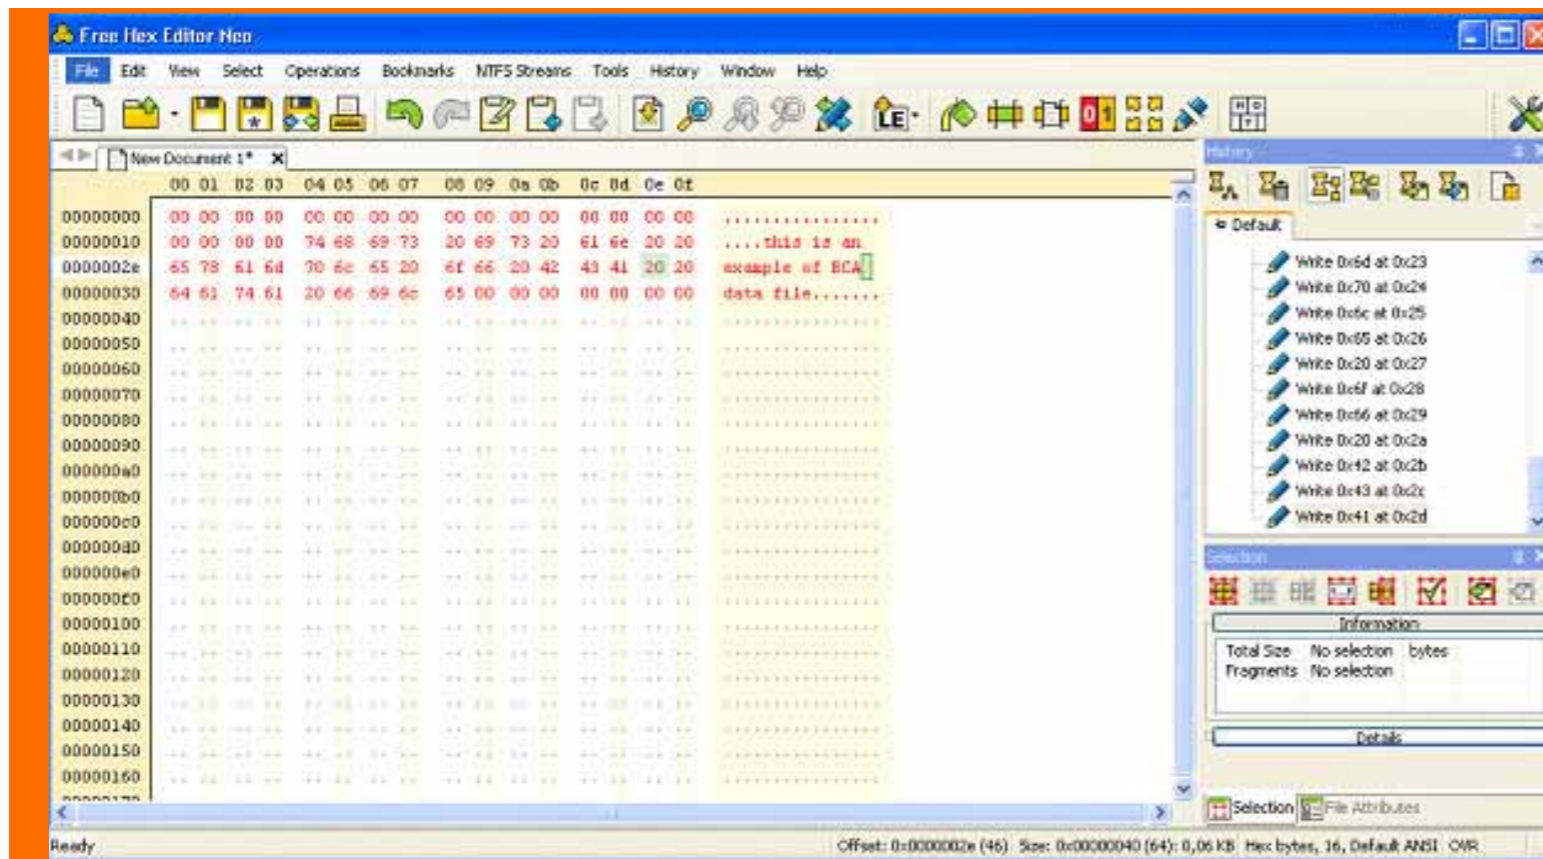 Free Hex Editor Neo
File Edit View Select Operations Bookmarks NTFS Streams Tools History Window Help
LE
0 1
New Document 1*
History
00 01 02 03 04 05 06 07 08 09 0a 0b 0c 0d 0e 0f
00000000 00 00 00 00 00 00 00 00 00 00 00 00 00 00 00 00 ................
00000010 00 00 00 00 74 68 69 73 20 69 73 20 61 6e 20 20 ....this is an
0000002e 65 78 61 6d 70 6c 65 20 6f 66 20 42 43 41 20 20 example of BCA
00000030 64 61 74 61 20 66 69 6c 65 00 00 00 00 00 00 00 data file.......
00000040
00000050
00000060
00000070
00000080
00000090
000000a0
000000b0
000000c0
000000d0
000000e0
000000f0
00000100
00000110
00000120
00000130
00000140
00000150
00000160
00000170
Default
Write 0x6d at 0x23
Write 0x70 at 0x24
Write 0x6c at 0x25
Write 0x65 at 0x26
Write 0x20 at 0x27
Write 0x6f at 0x28
Write 0x66 at 0x29
Write 0x20 at 0x2a
Write 0x42 at 0x2b
Write 0x43 at 0x2c
Write 0x41 at 0x2d
Selection
Information
Total Size No selection bytes
Fragments No selection
Details
Selection File Attributes
Ready Offset: 0x0000002e (46) Size: 0x00000040 (64): 0,06 KB Hex bytes, 16, Default ANSI OVR